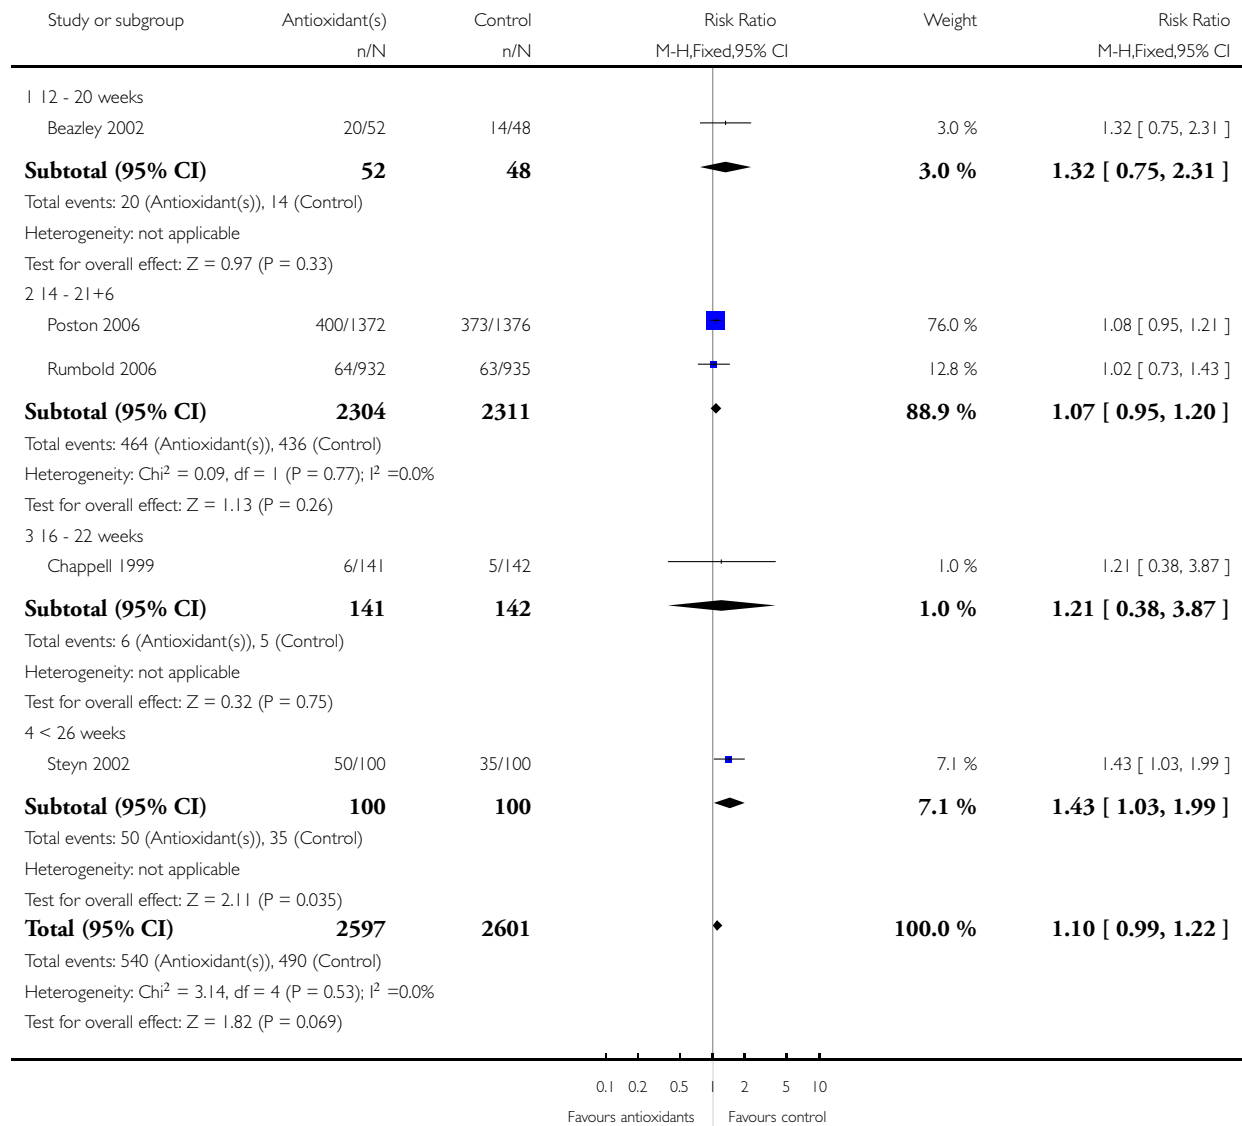 Study or subgroup Antioxidant(s) Control Risk Ratio Weight Risk Ratio
n/N n/N M-H,Fixed,95% CI M-H,Fixed,95% CI
1 12 - 20 weeks
Beazley 2002 20/52 14/48 3.0 % 1.32 [ 0.75, 2.31 ]
Subtotal (95% CI) 52 48 3.0 % 1.32 [ 0.75, 2.31 ]
Total events: 20 (Antioxidant(s)), 14 (Control)
Heterogeneity: not applicable
Test for overall effect: Z = 0.97 (P = 0.33)
2 14 - 21+6
Poston 2006 400/1372 373/1376 76.0 % 1.08 [ 0.95, 1.21 ]
Rumbold 2006 64/932 63/935 12.8 % 1.02 [ 0.73, 1.43 ]
Subtotal (95% CI) 2304 2311 88.9 % 1.07 [ 0.95, 1.20 ]
Total events: 464 (Antioxidant(s)), 436 (Control)
Heterogeneity: Chi² = 0.09, df = 1 (P = 0.77); I² =0.0%
Test for overall effect: Z = 1.13 (P = 0.26)
3 16 - 22 weeks
Chappell 1999 6/141 5/142 1.0 % 1.21 [ 0.38, 3.87 ]
Subtotal (95% CI) 141 142 1.0 % 1.21 [ 0.38, 3.87 ]
Total events: 6 (Antioxidant(s)), 5 (Control)
Heterogeneity: not applicable
Test for overall effect: Z = 0.32 (P = 0.75)
4 < 26 weeks
Steyn 2002 50/100 35/100 7.1 % 1.43 [ 1.03, 1.99 ]
Subtotal (95% CI) 100 100 7.1 % 1.43 [ 1.03, 1.99 ]
Total events: 50 (Antioxidant(s)), 35 (Control)
Heterogeneity: not applicable
Test for overall effect: Z = 2.11 (P = 0.035)
Total (95% CI) 2597 2601 100.0 % 1.10 [ 0.99, 1.22 ]
Total events: 540 (Antioxidant(s)), 490 (Control)
Heterogeneity: Chi² = 3.14, df = 4 (P = 0.53); I² =0.0%
Test for overall effect: Z = 1.82 (P = 0.069)
0.1 0.2 0.5 1 2 5 10
Favours antioxidants Favours control